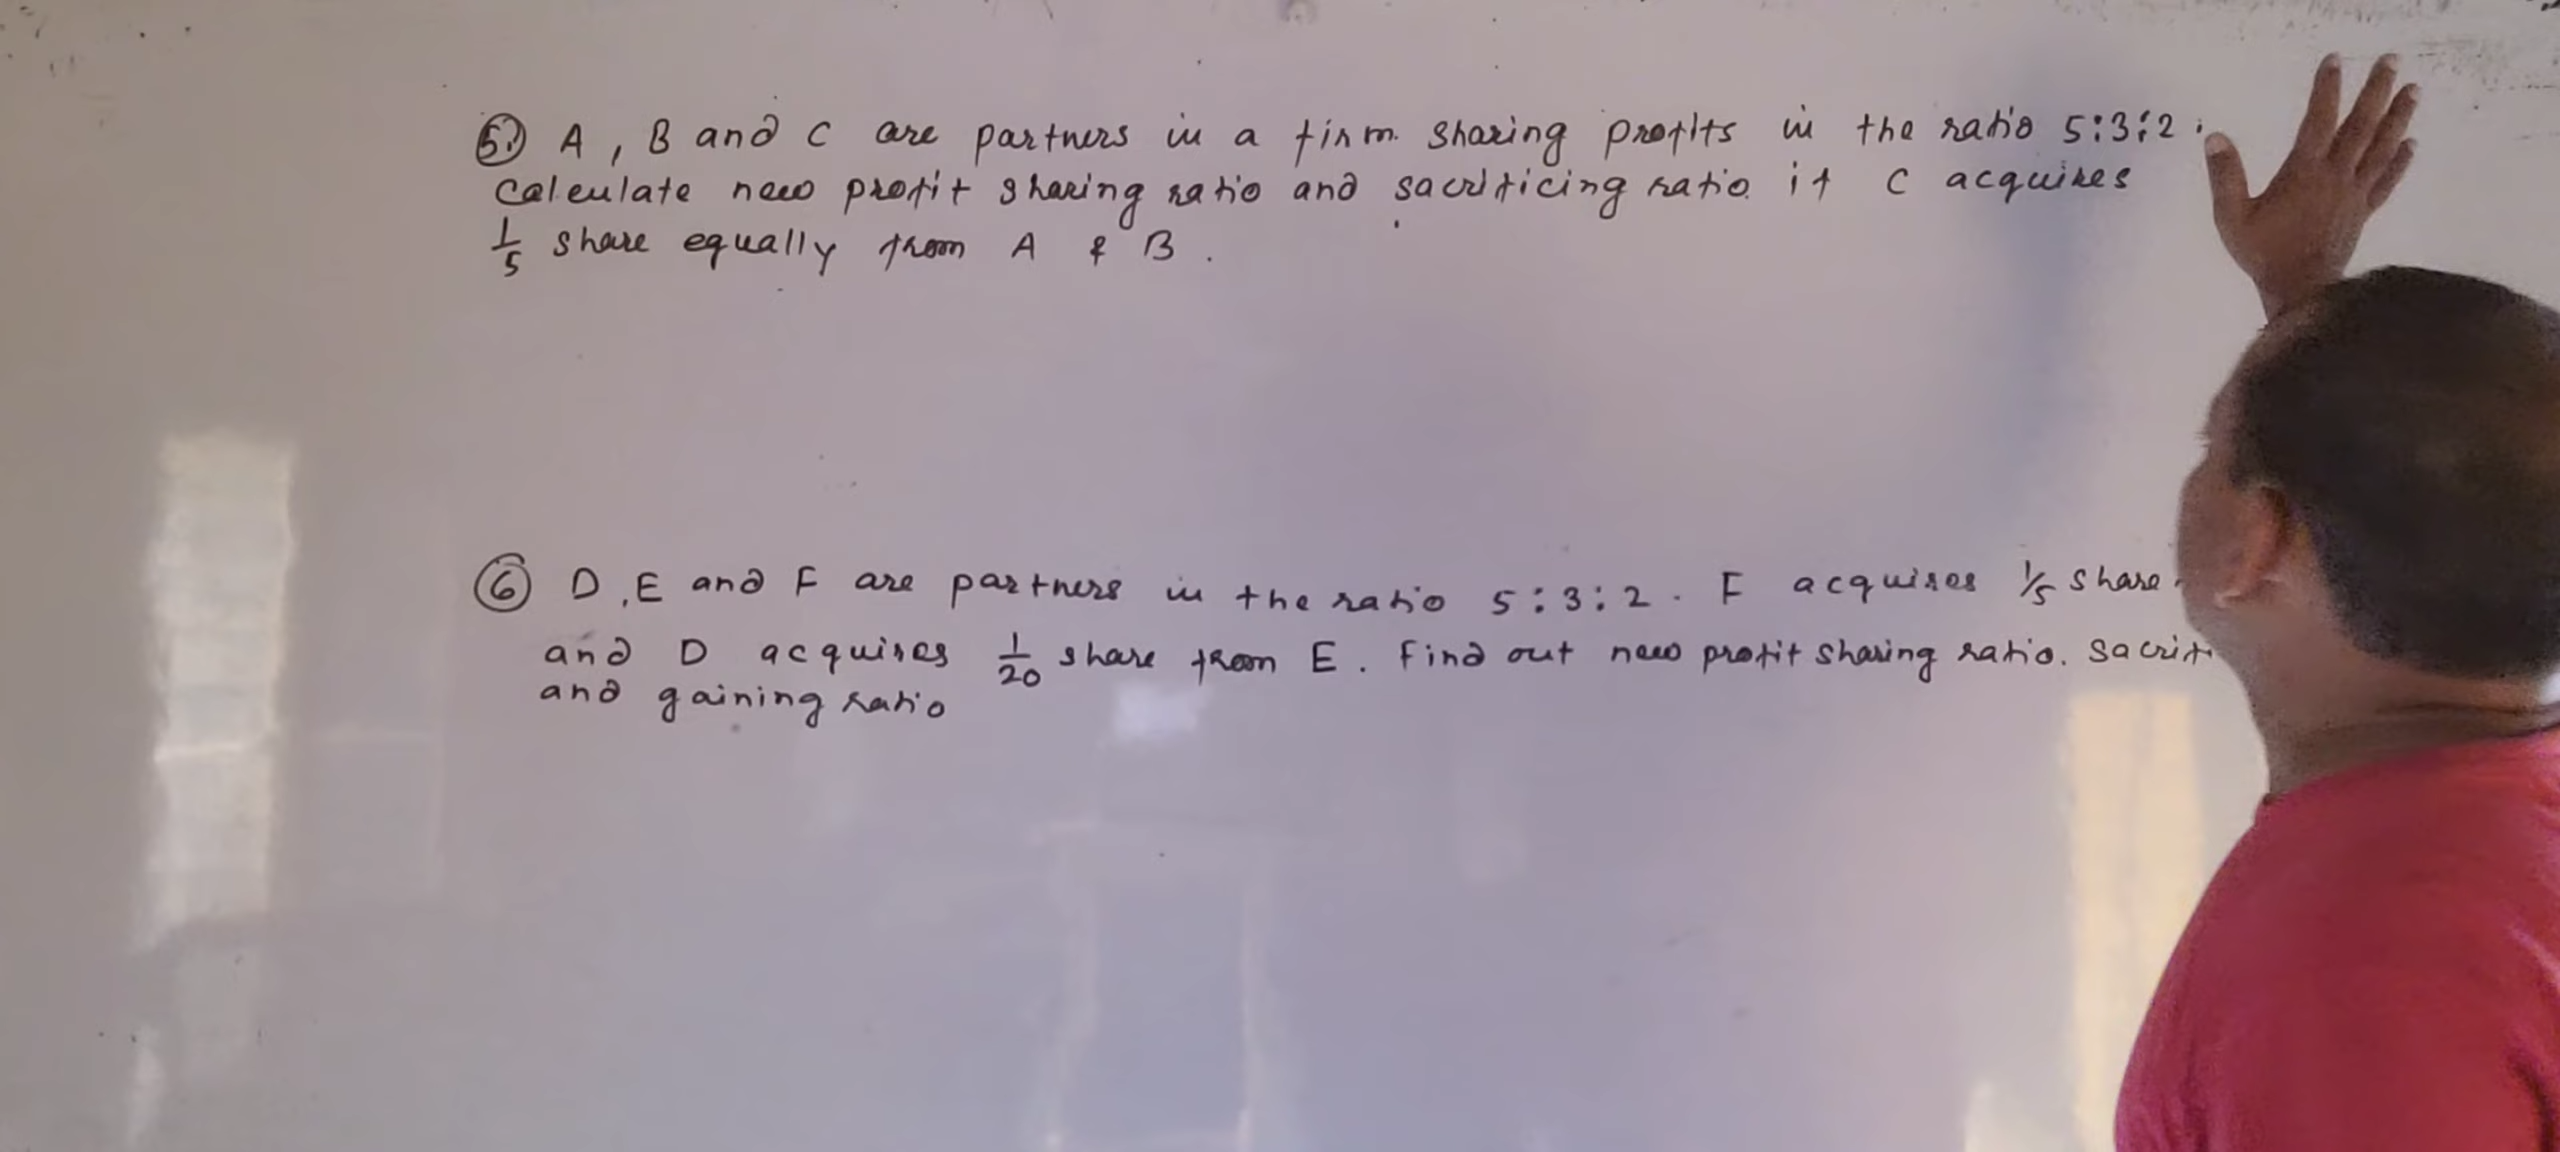 5. A, B and C are partners in a firm sharing profits in the ratio 5:3:2.
Calculate new profit sharing ratio and sacrificing ratio if C acquires
1/5 share equally from A & B.
6 D, E and F are partners in the ratio 5:3:2. F acquires 1/5 share
and D acquires 1/20 share from E. Find out new profit sharing ratio. Sacrifi
and gaining ratio